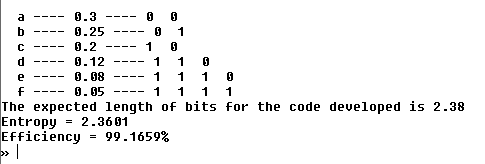 a ---- 0.3 ---- 0 0
b ---- 0.25 ---- 0 1
c ---- 0.2 ---- 1 0
d ---- 0.12 ---- 1 1 0
e ---- 0.08 ---- 1 1 1 0
f ---- 0.05 ---- 1 1 1 1
The expected length of bits for the code developed is 2.38
Entropy = 2.3601
Efficiency = 99.1659%
»